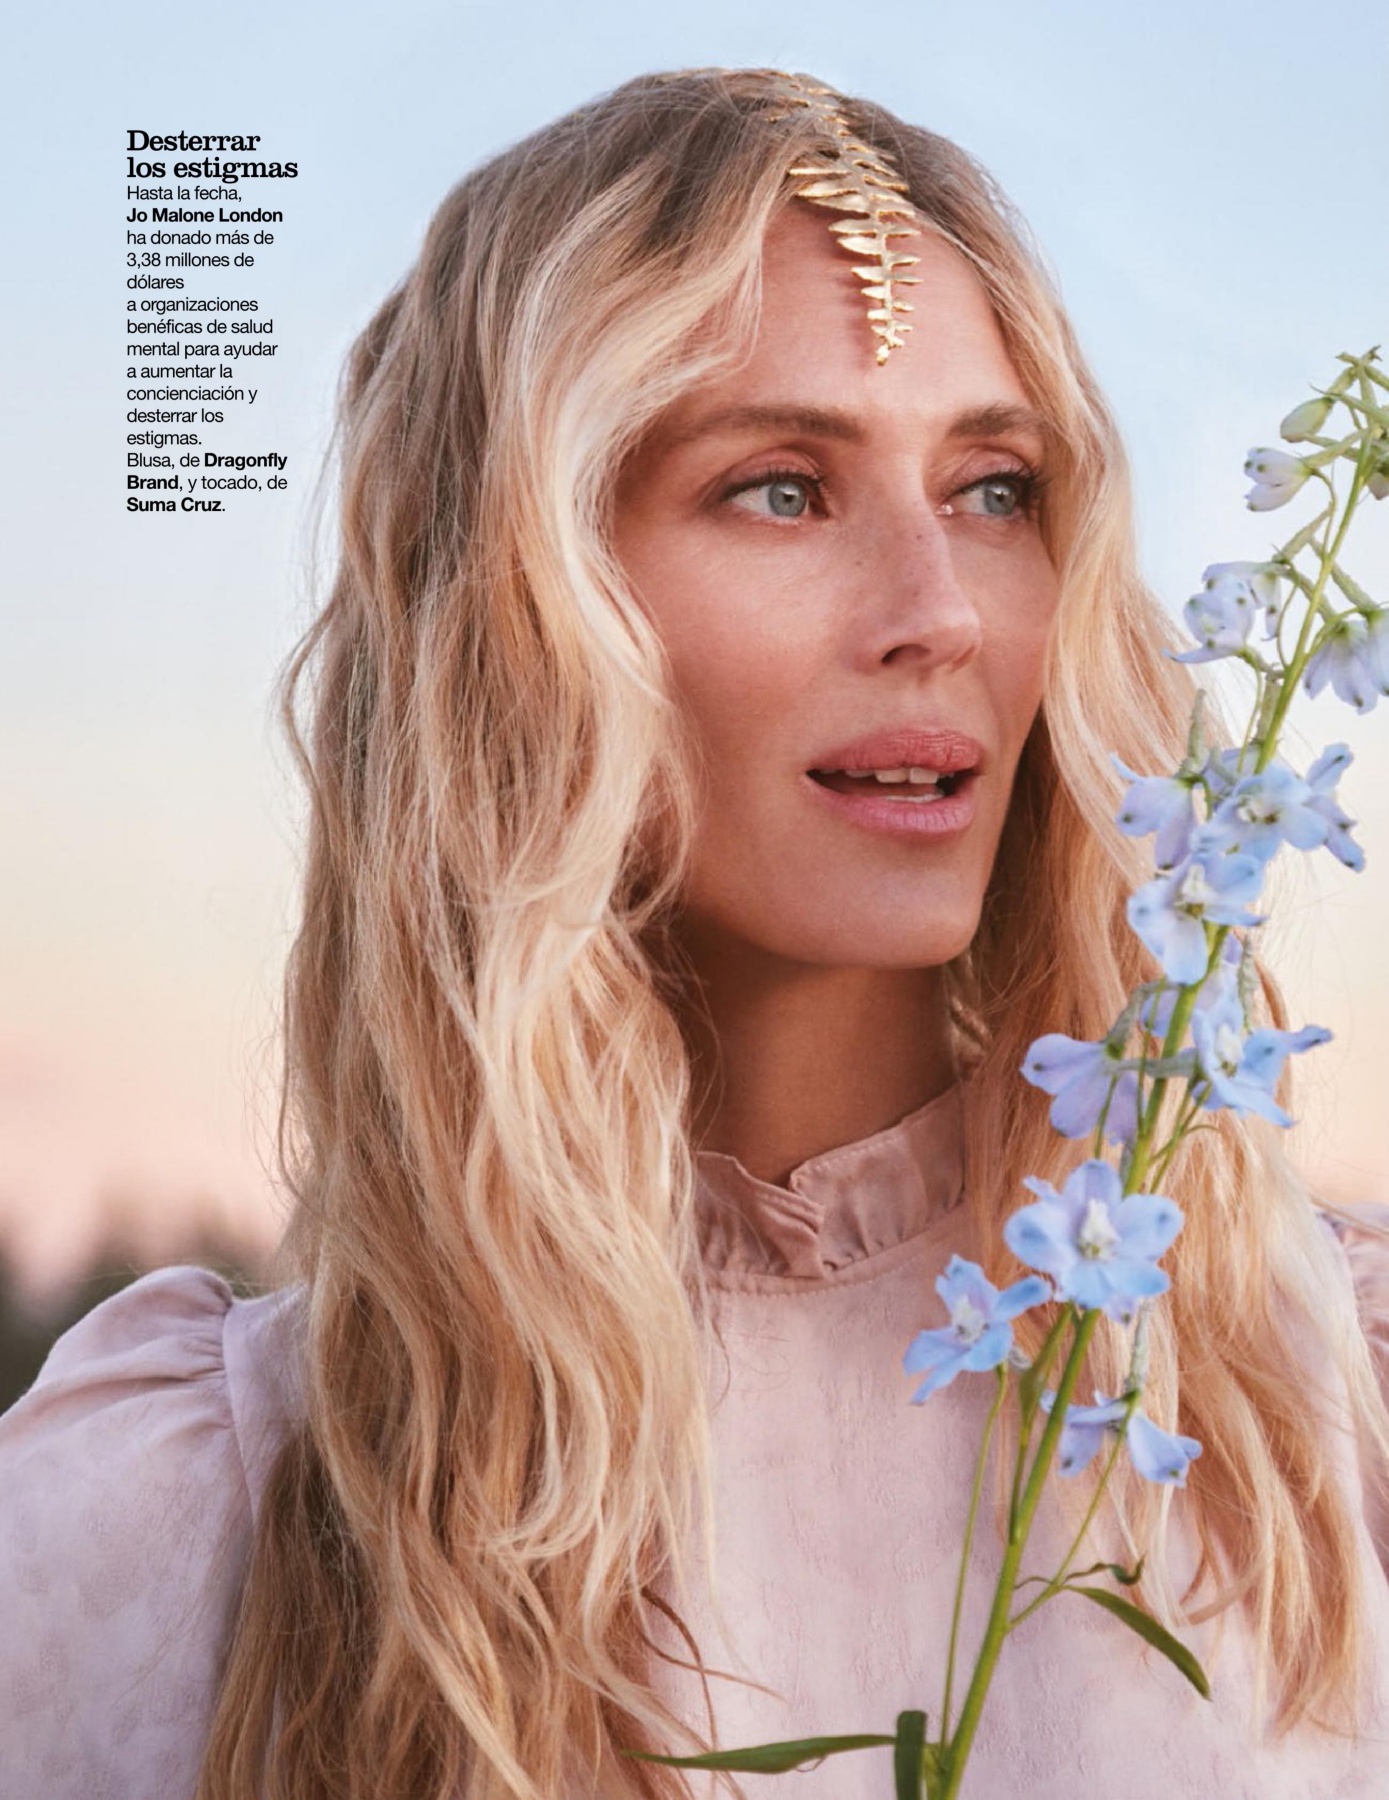 Desterrar
los estigmas
Hasta la fecha,
Jo Malone London
ha donado más de
3,38 millones de
dólares
a organizaciones
benéficas de salud
mental para ayudar
a aumentar la
concienciación y
desterrar los
estigmas.
Blusa, de Dragonfly
Brand, y tocado, de
Suma Cruz.